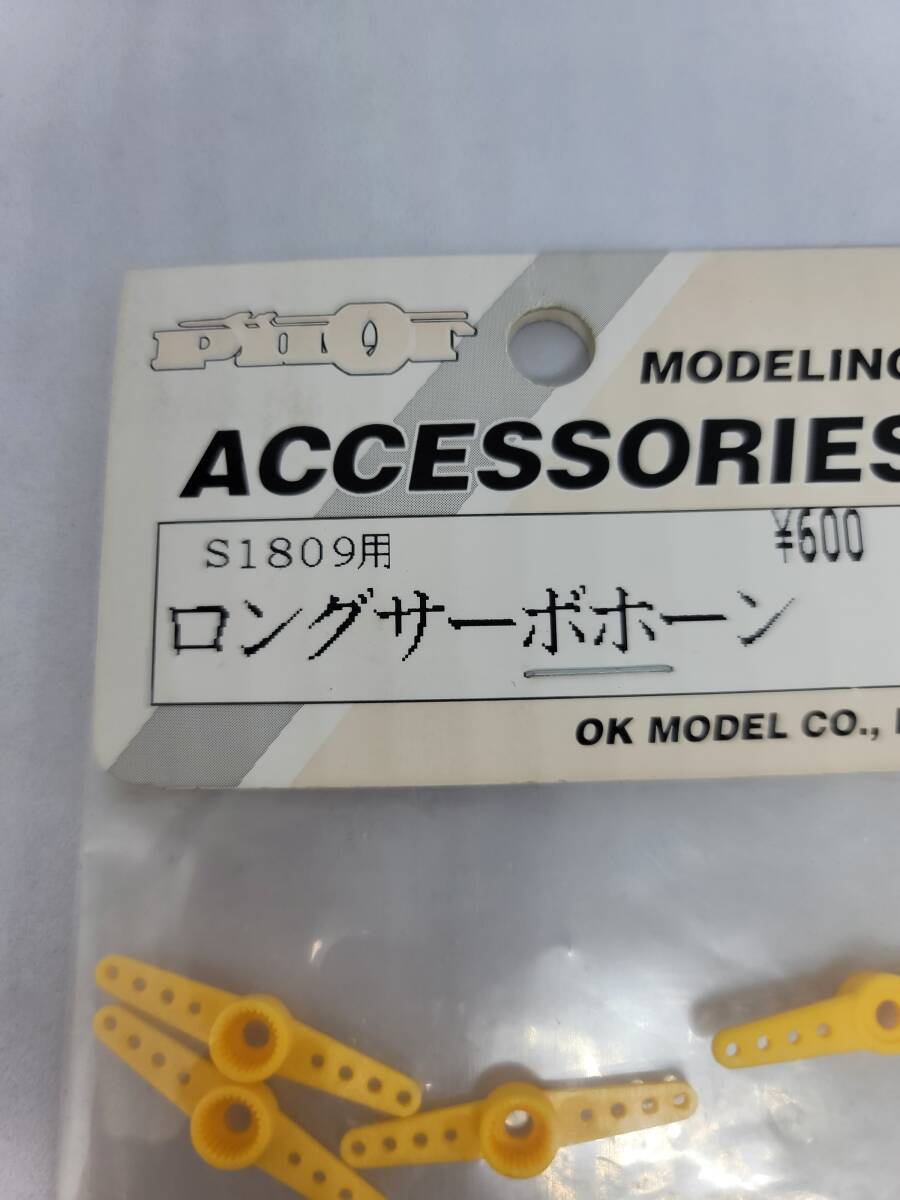 PILOT
MODELING
ACCESSORIES
S1809用
¥600
ロングサーボホーン
OK MODEL CO.,